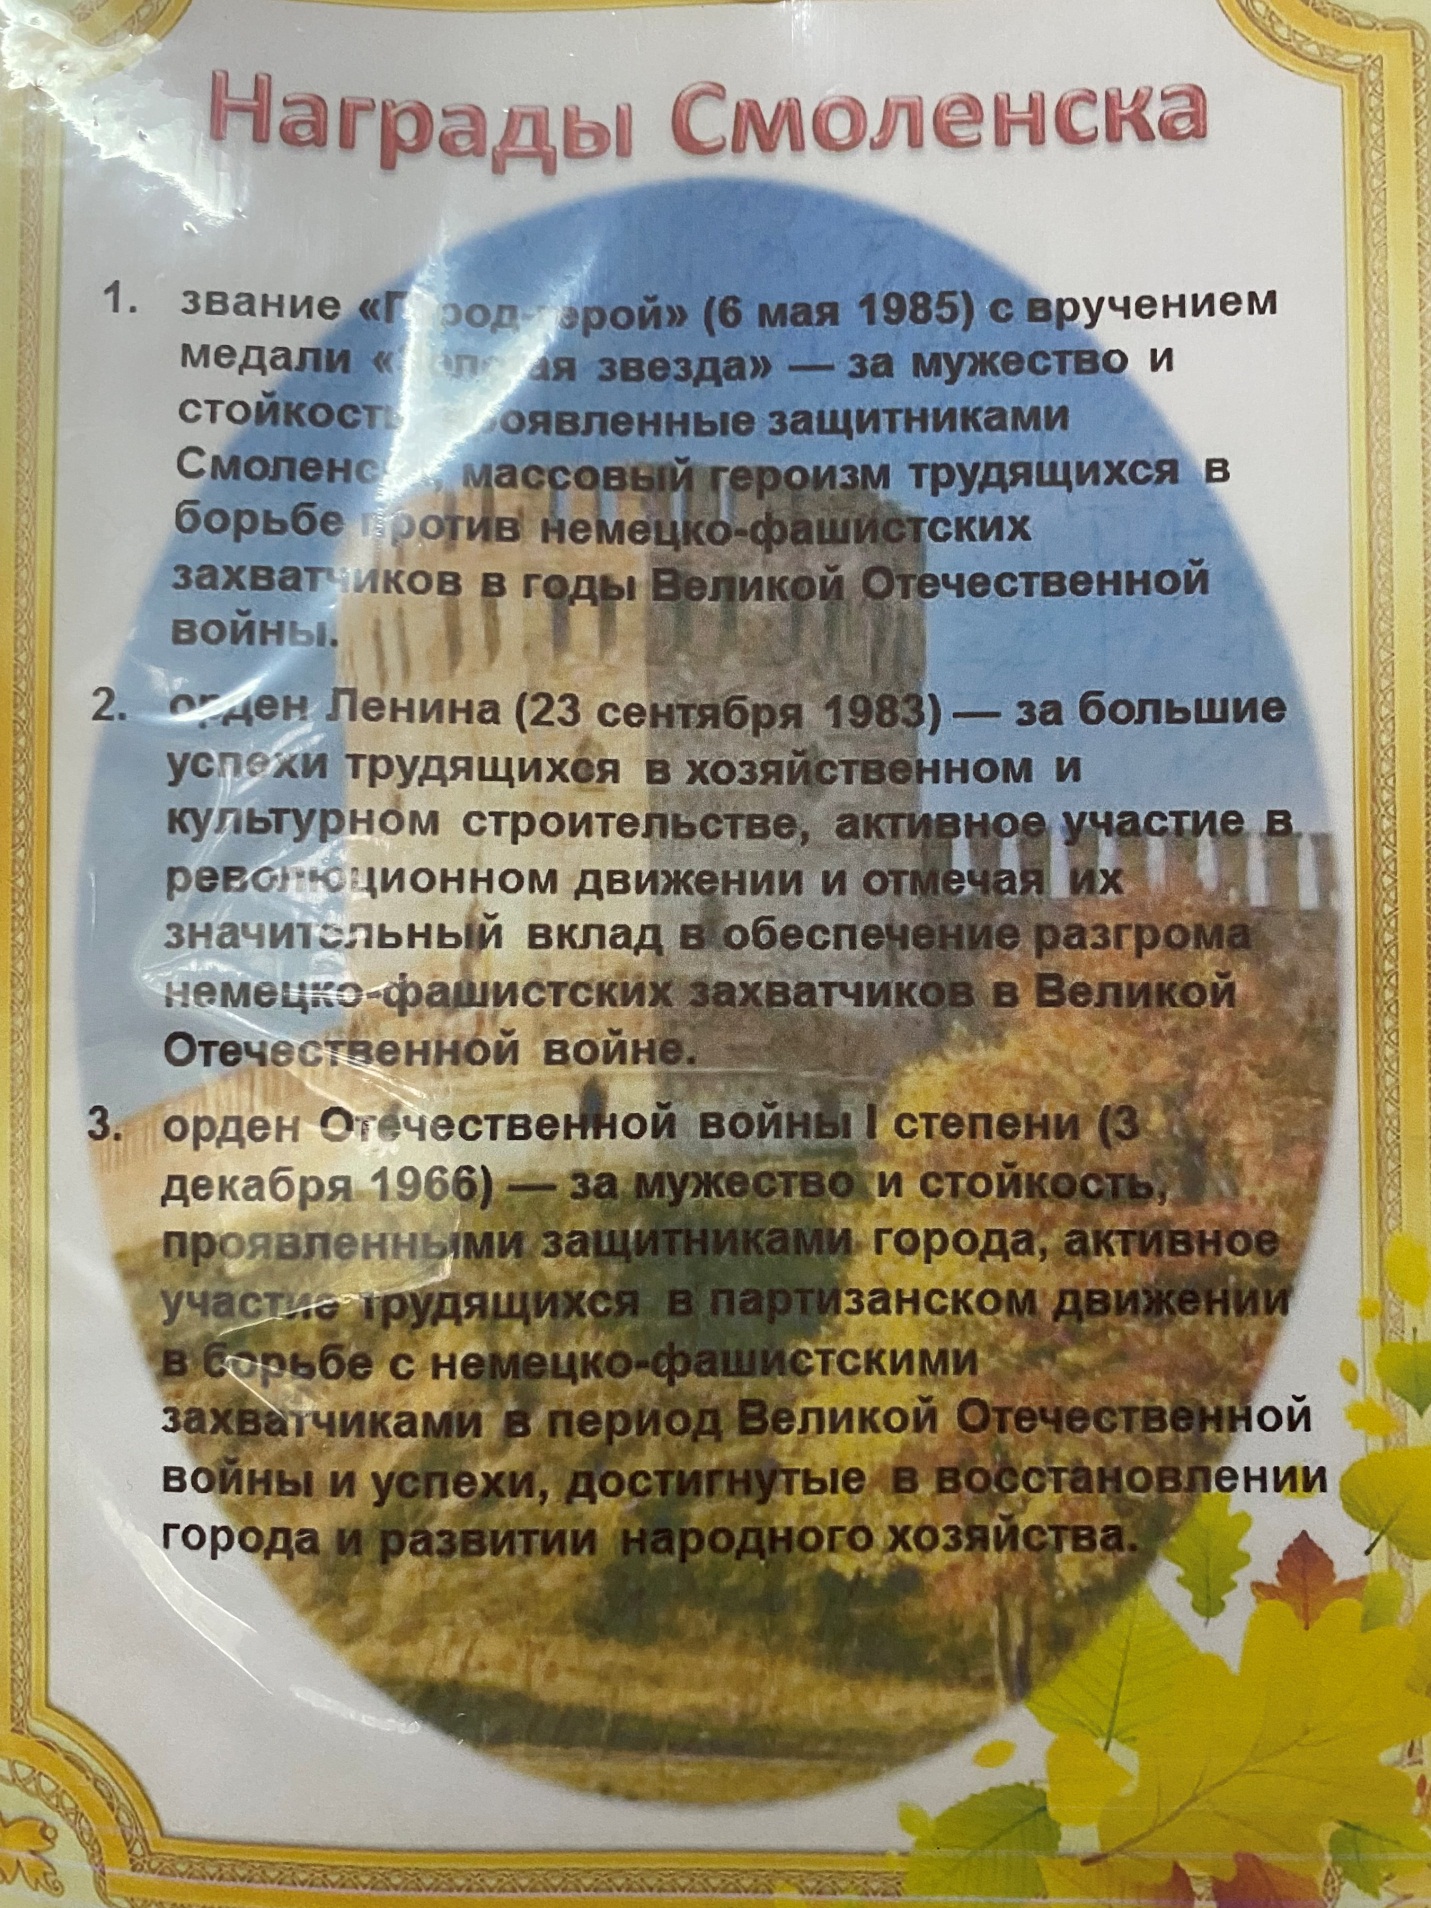 Награды Смоленска
1. звание «Город-герой» (6 мая 1985) с вручением
медали «Золотая звезда» — за мужество и
стойкость, проявленные защитниками
Смоленска, массовый героизм трудящихся в
борьбе против немецко-фашистских
захватчиков в годы Великой Отечественной
войны.
2. орден Ленина (23 сентября 1983) — за большие
успехи трудящихся в хозяйственном и
культурном строительстве, активное участие в
революционном движении и отмечая их
значительный вклад в обеспечение разгрома
немецко-фашистских захватчиков в Великой
Отечественной войне.
3. орден Отечественной войны I степени (3
декабря 1966) — за мужество и стойкость,
проявленными защитниками города, активное
участие трудящихся в партизанском движении
в борьбе с немецко-фашистскими
захватчиками в период Великой Отечественной
войны и успехи, достигнутые в восстановлении
города и развитии народного хозяйства.